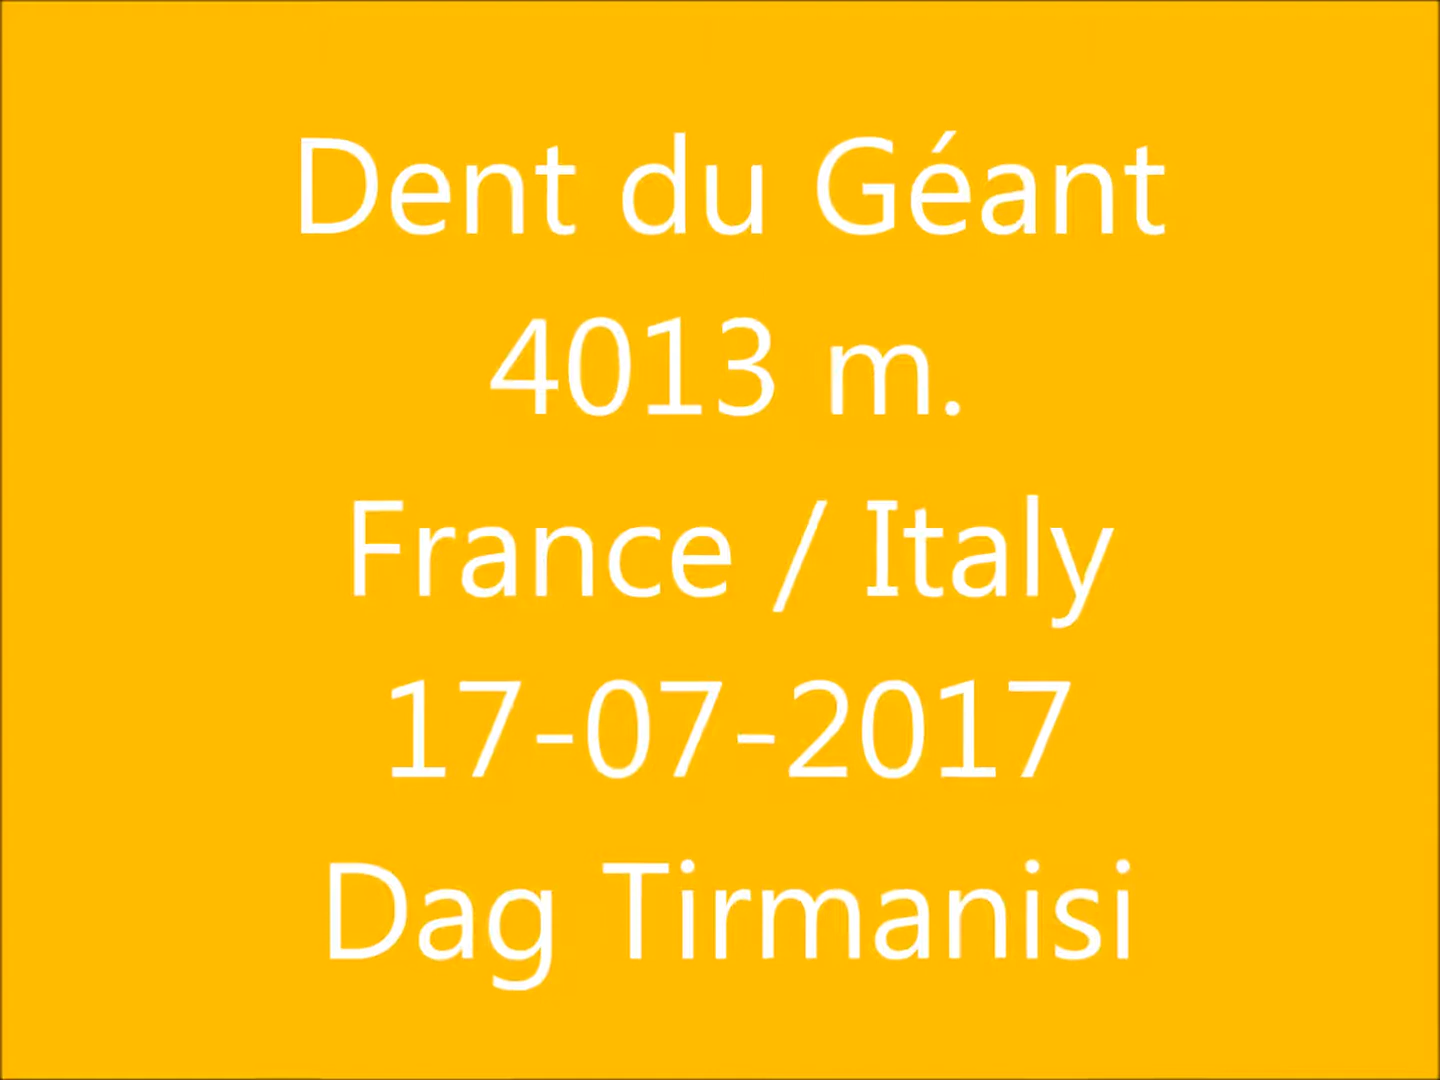 Dent du Géant
4013 m.
France / Italy
17-07-2017
Dag Tirmanisi